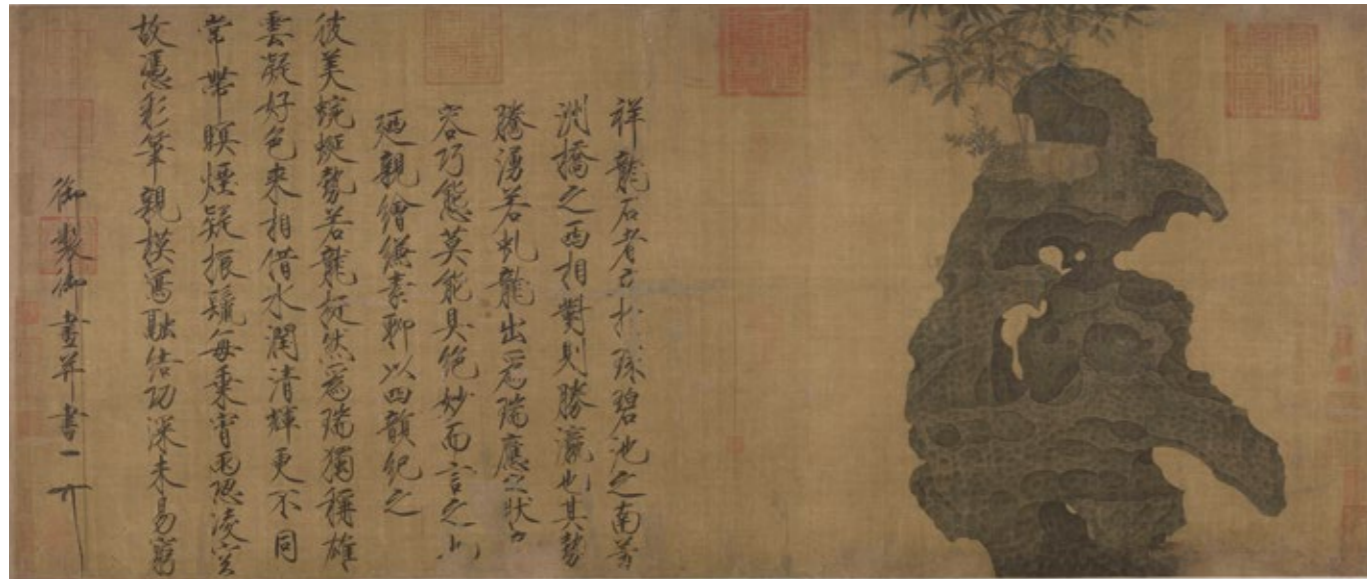 祥龍石者立於環碧池之南芳
洲橋之西相對則勝瀛也其勢
騰湧若虬龍出為瑞應之狀奇
容巧態莫能具絕妙而言之也
廼親繪縑素聊以四韻紀之
彼美蜿蜒勢若龍挺然為瑞獨稱雄
雲凝好色來相借水潤清輝更不同
常帶暝煙疑振鬣每乘宵雨恐凌空
故憑彩筆親模寫融結功深未易窮
御製御畫并書